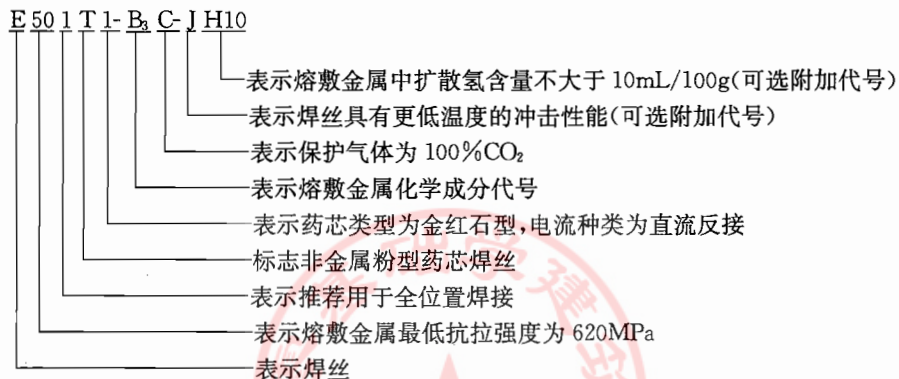 E 50 1 T 1- B₃ C- J H10
表示熔敷金属中扩散氢含量不大于 10mL/100g(可选附加代号)
表示焊丝具有更低温度的冲击性能(可选附加代号)
表示保护气体为 100%CO₂
表示熔敷金属化学成分代号
表示药芯类型为金红石型,电流种类为直流反接
标志非金属粉型药芯焊丝
表示推荐用于全位置焊接
表示熔敷金属最低抗拉强度为 620MPa
表示焊丝